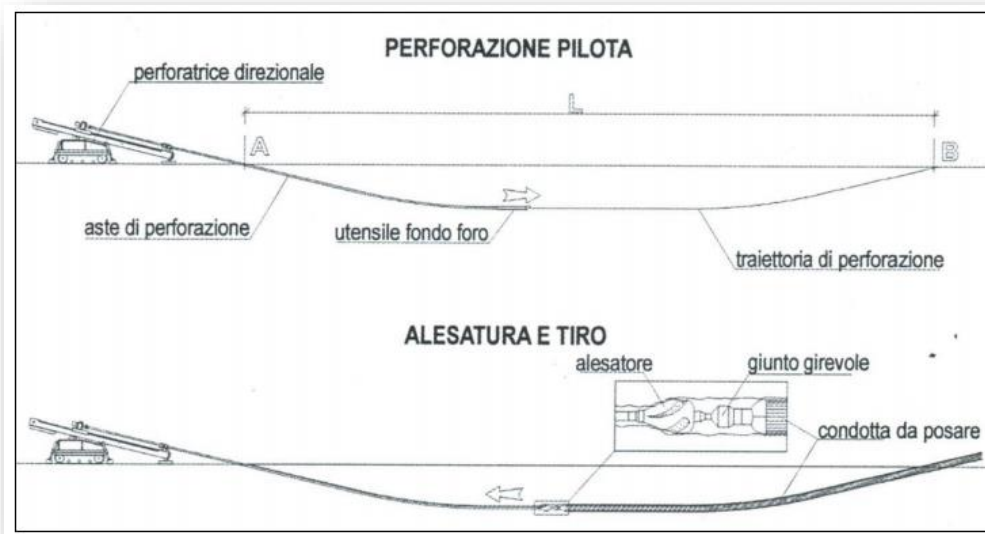 PERFORAZIONE PILOTA
perforatrice direzionale
L
A
B
aste di perforazione
utensile fondo foro
traiettoria di perforazione
ALESATURA E TIRO
alesatore
giunto girevole
condotta da posare